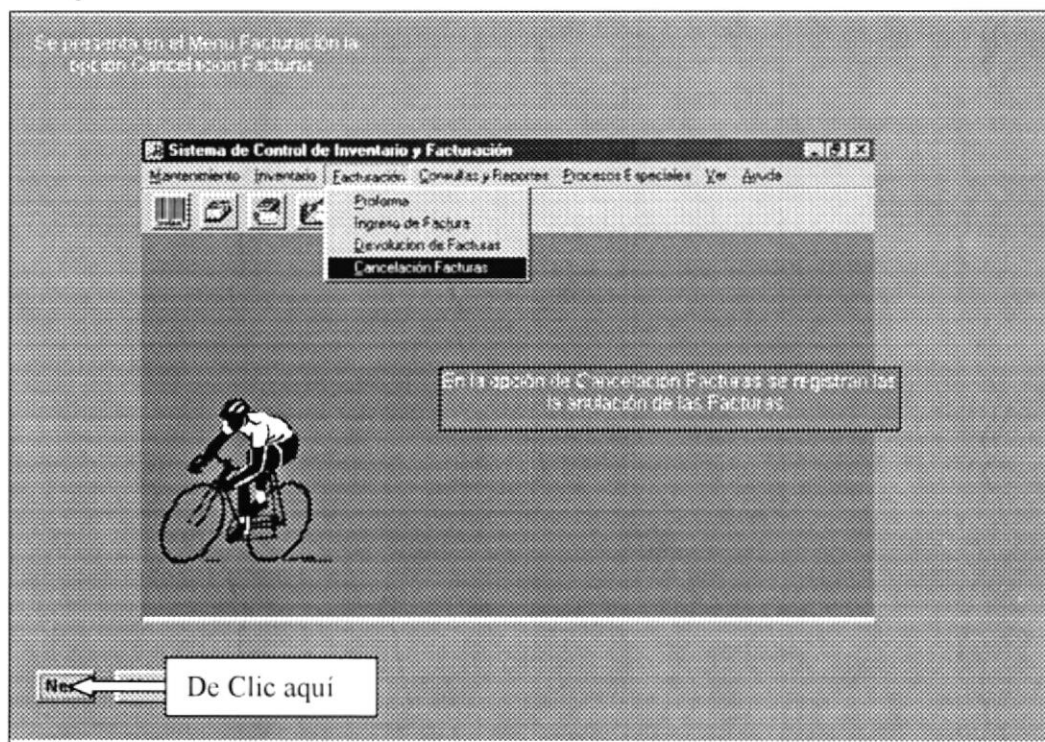 Se presenta en el Menu Facturación la
opción Cancelación Facturas
Sistema de Control de Inventario y Facturación
Mantenimiento Inventario Facturación Consultas y Reportes Procesos Especiales Ver Ayuda
Proforma
Ingreso de Factura
Devolucion de Facturas
Cancelación Facturas
En la opción de Cancelación Facturas se registran las
la anulación de las Facturas.
De Clic aquí